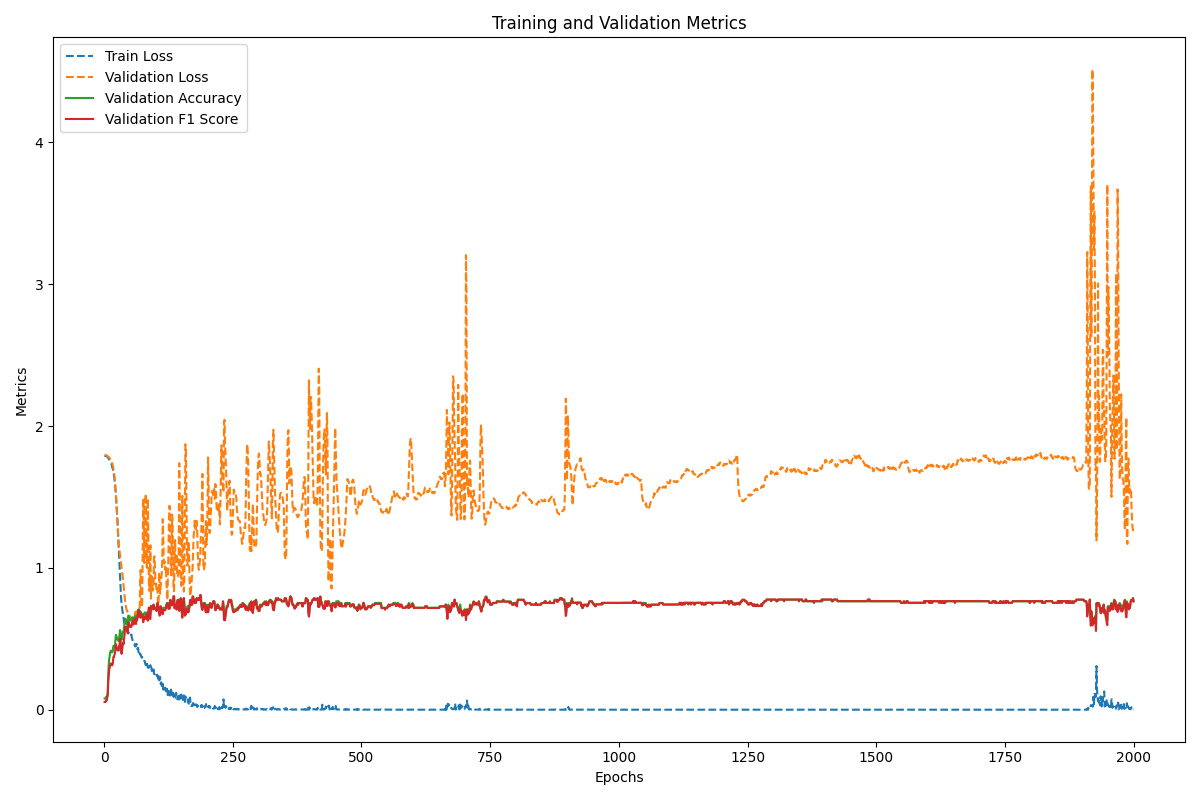 Training and Validation Metrics
Train Loss
Validation Loss
Validation Accuracy
Validation F1 Score
Metrics
4
3
2
1
0
0 250 500 750 1000 1250 1500 1750 2000
Epochs